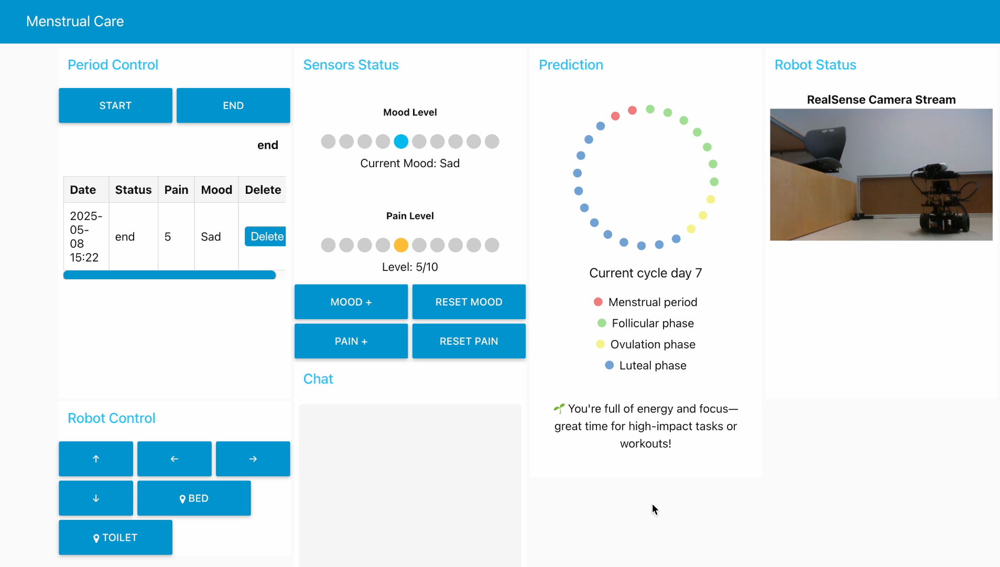 Menstrual Care
Period Control
START
END
end
Date Status Pain Mood Delete
2025-
05-
08
15:22
end
5
Sad
Delete
Robot Control
↑
←
→
↓
BED
TOILET
Sensors Status
Mood Level
Current Mood: Sad
Pain Level
Level: 5/10
MOOD +
RESET MOOD
PAIN +
RESET PAIN
Chat
Prediction
Current cycle day 7
Menstrual period
Follicular phase
Ovulation phase
Luteal phase
🌱 You're full of energy and focus—
great time for high-impact tasks or
workouts!
Robot Status
RealSense Camera Stream